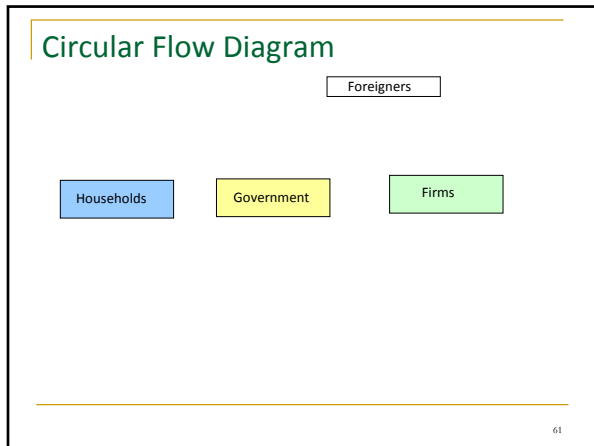 Circular Flow Diagram
Foreigners
Households
Government
Firms
61